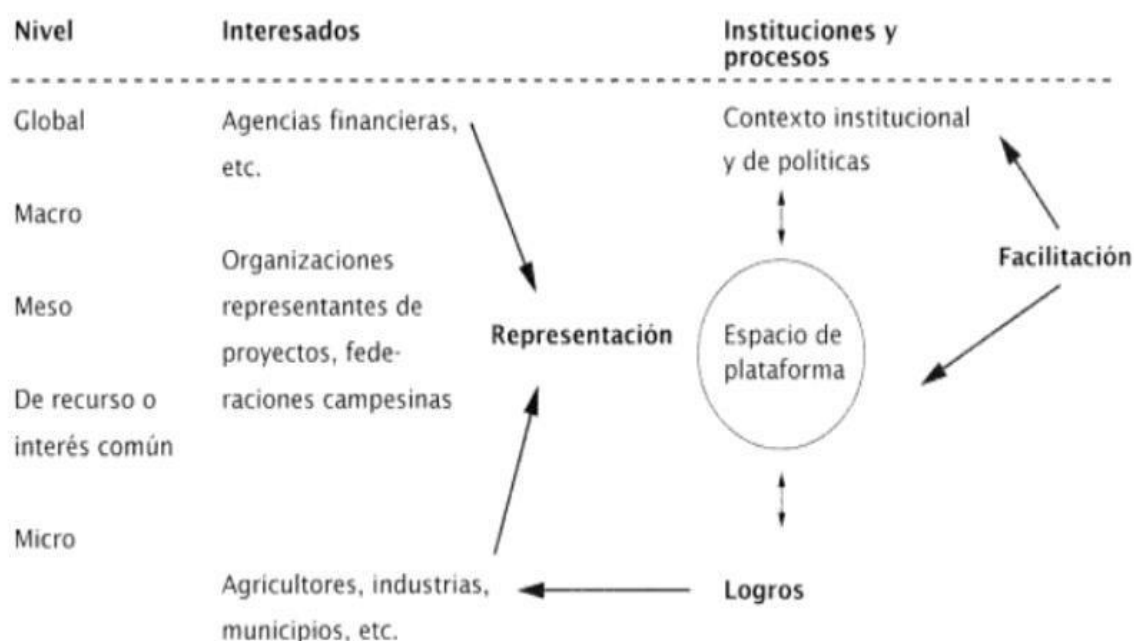 Nivel
Interesados
Instituciones y
procesos
Global
Agencias financieras,
etc.
Contexto institucional
y de políticas
Macro
Facilitación
Organizaciones
representantes de
proyectos, fede-
raciones campesinas
Meso
Representación
Espacio de
plataforma
De recurso o
interés común
Micro
Agricultores, industrias,
municipios, etc.
Logros